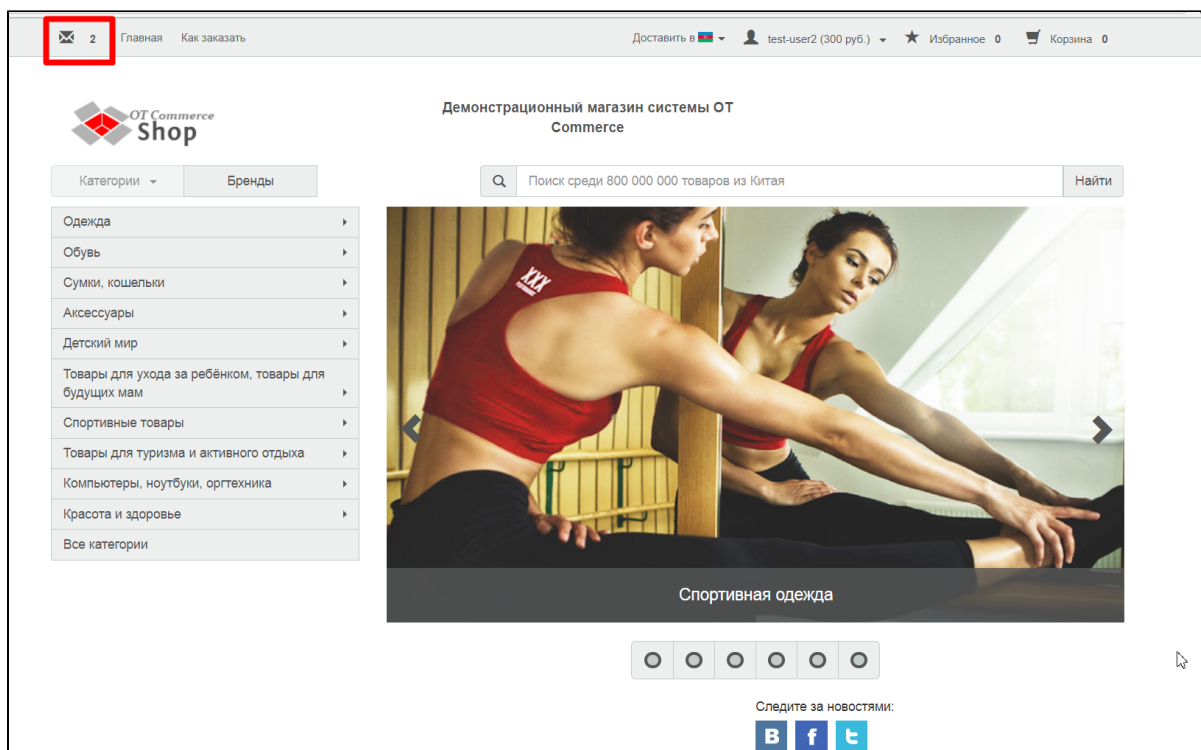 2 Главная Как заказать Доставить в test-user2 (300 руб.) Избранное 0 Корзина 0
OT Commerce
Shop
Демонстрационный магазин системы ОТ
Commerce
Категории Бренды Поиск среди 800 000 000 товаров из Китая Найти
Одежда
Обувь
Сумки, кошельки
Аксессуары
Детский мир
Товары для ухода за ребёнком, товары для
будущих мам
Спортивные товары
Товары для туризма и активного отдыха
Компьютеры, ноутбуки, оргтехника
Красота и здоровье
Все категории
XXX
Спортивная одежда
Следите за новостями:
В f t